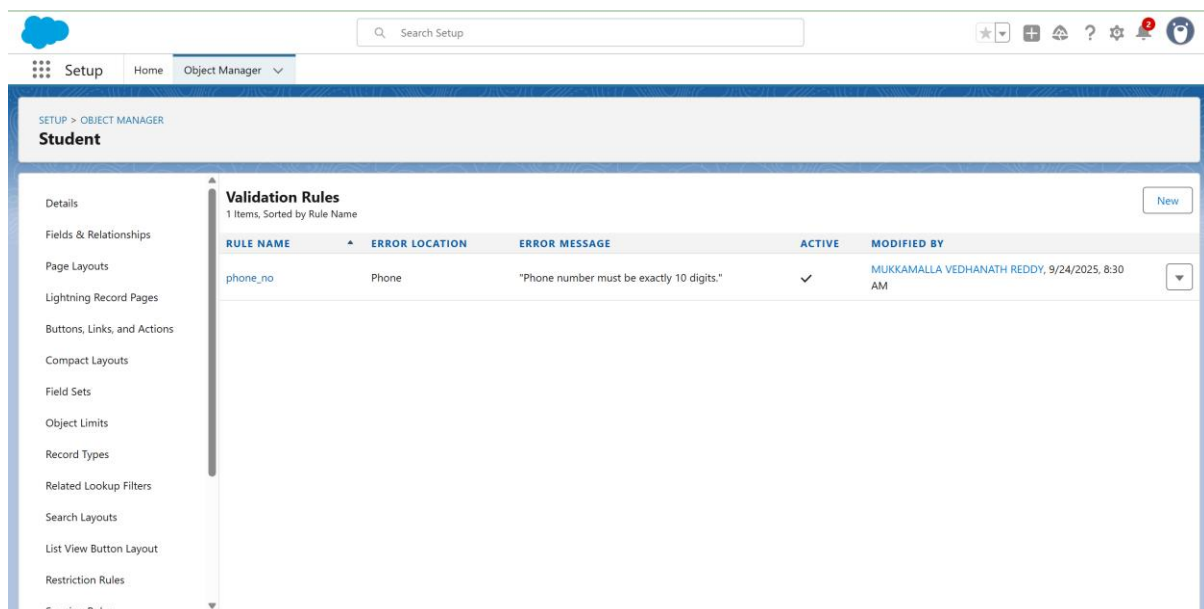 Search Setup
2
Setup
Home
Object Manager
SETUP > OBJECT MANAGER
Student
Details
Fields & Relationships
Page Layouts
Lightning Record Pages
Buttons, Links, and Actions
Compact Layouts
Field Sets
Object Limits
Record Types
Related Lookup Filters
Search Layouts
List View Button Layout
Restriction Rules
Validation Rules
1 Items, Sorted by Rule Name
New
RULE NAME ERROR LOCATION ERROR MESSAGE ACTIVE MODIFIED BY
phone_no Phone "Phone number must be exactly 10 digits." MUKKAMALLA VEDHANATH REDDY, 9/24/2025, 8:30
AM